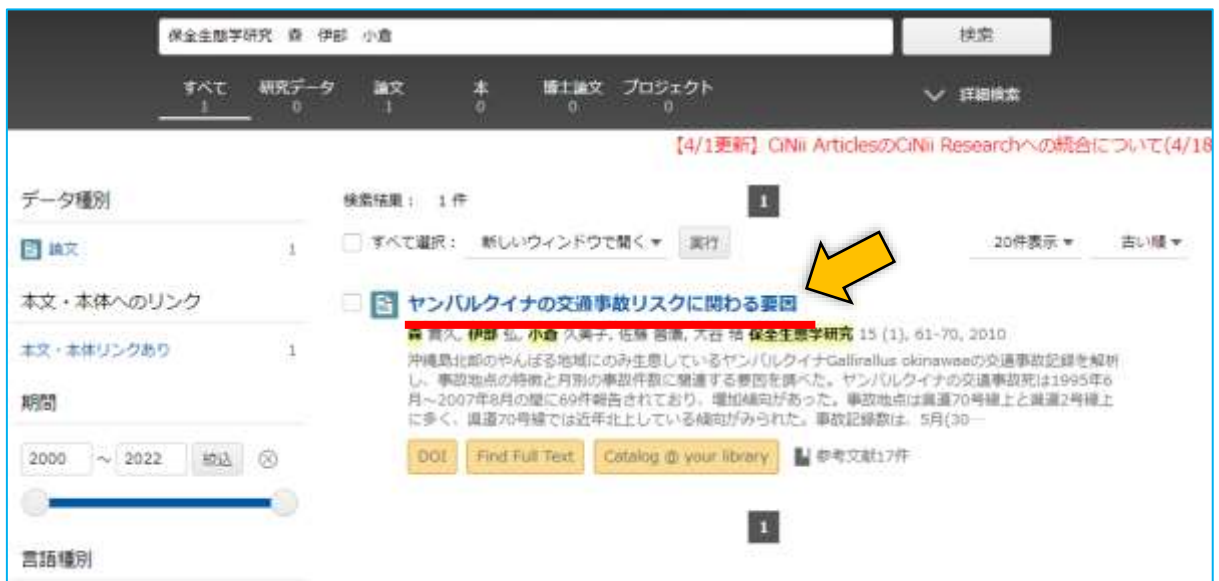 保全生態学研究 森 伊部 小倉
検索
すべて 研究データ 論文 本 博士論文 プロジェクト
1 0 1 0 0 0
詳細検索
【4/1更新】CiNii ArticlesのCiNii Researchへの統合について(4/18
データ種別
論文 1
本文・本体へのリンク
本文・本体リンクあり 1
期間
2000 ~ 2022 絞込
言語種別
検索結果: 1 件
1
すべて選択: 新しいウィンドウで開く 実行
20件表示 古い順
ヤンバルクイナの交通事故リスクに関わる要因
森 貴久, 伊部 弘, 小倉 久美子, 佐藤 大谷 保全生態学研究 15 (1), 61-70, 2010
沖縄島北部のやんばる地域にのみ生息しているヤンバルクイナGallirallus okinawaeの交通事故記録を解析
し、事故地点の特徴と月別の事故件数に関連する要因を調べた。ヤンバルクイナの交通事故死は1995年6
月~2007年8月の間に69件報告されており、増加傾向があった。事故地点は県道70号線上と県道2号線上
に多く、県道70号線では近年北上している傾向がみられた。事故記録数は、5月(30…
DOI Find Full Text Catalog @ your library 参考文献17件
1